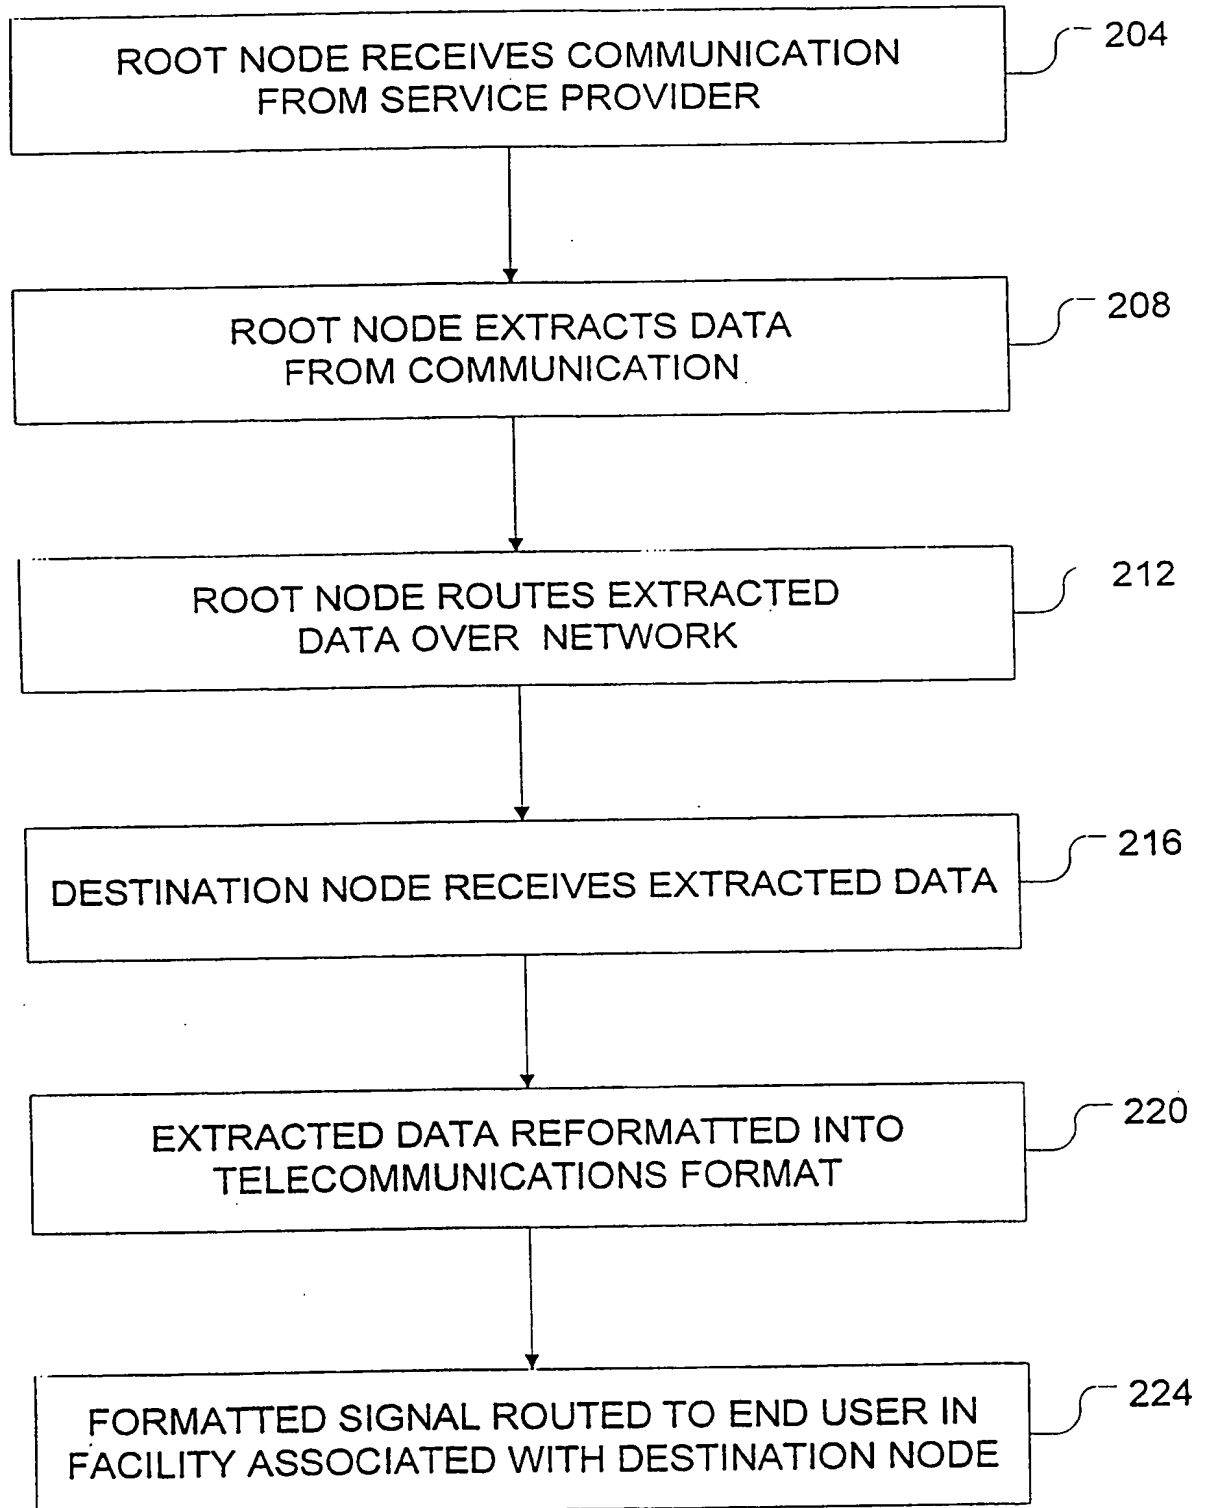 ROOT NODE RECEIVES COMMUNICATION
FROM SERVICE PROVIDER
204
ROOT NODE EXTRACTS DATA
FROM COMMUNICATION
208
ROOT NODE ROUTES EXTRACTED
DATA OVER NETWORK
212
DESTINATION NODE RECEIVES EXTRACTED DATA
216
EXTRACTED DATA REFORMATTED INTO
TELECOMMUNICATIONS FORMAT
220
FORMATTED SIGNAL ROUTED TO END USER IN
FACILITY ASSOCIATED WITH DESTINATION NODE
224